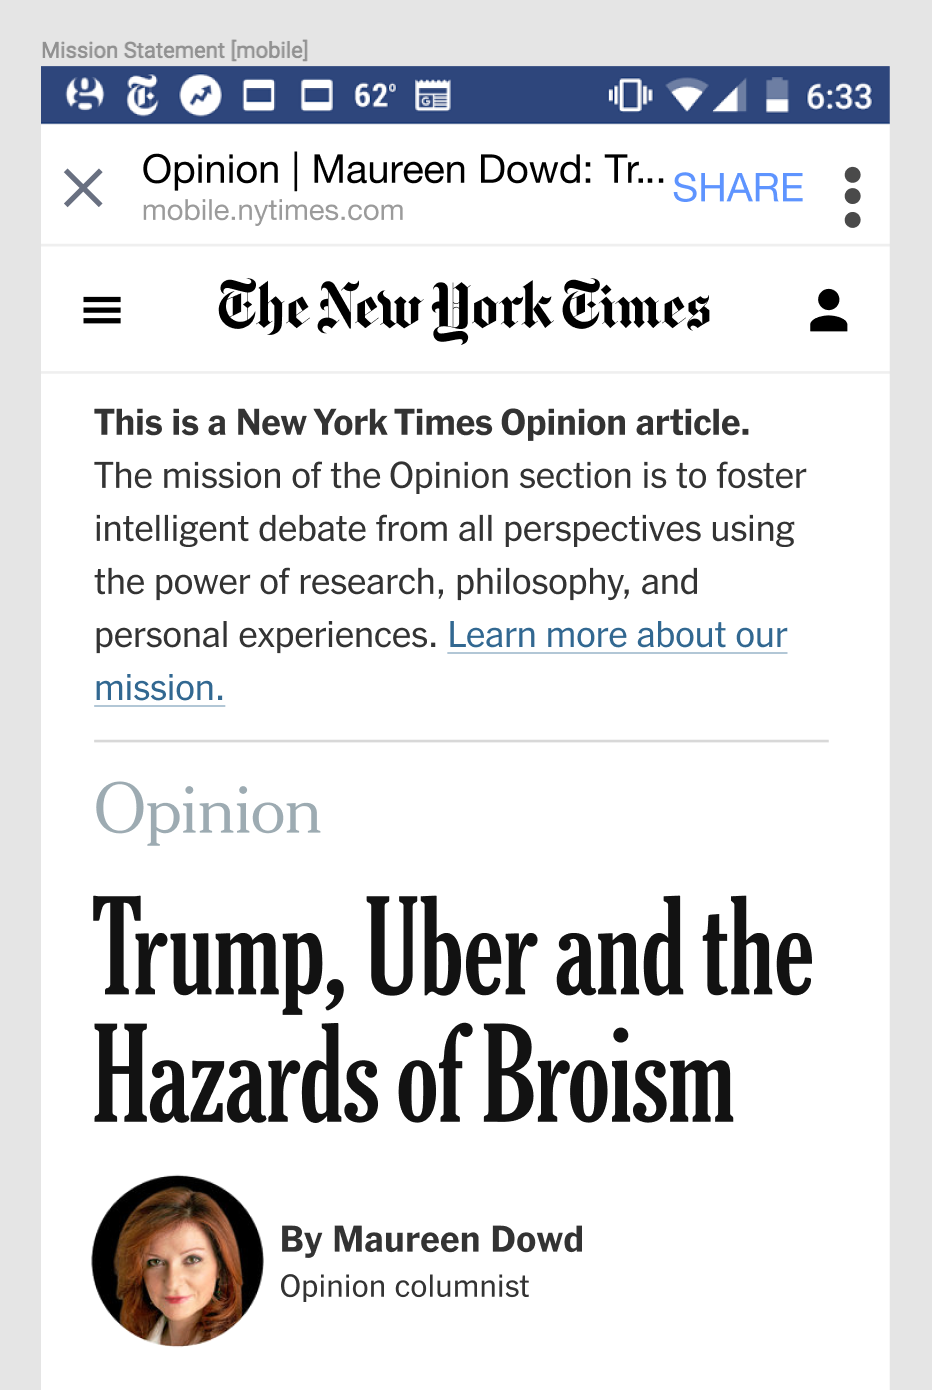 Mission Statement [mobile]
62°
6:33
Opinion | Maureen Dowd: Tr...
SHARE
mobile.nytimes.com
The New York Times
This is a New York Times Opinion article.
The mission of the Opinion section is to foster
intelligent debate from all perspectives using
the power of research, philosophy, and
personal experiences. Learn more about our
mission.
Opinion
Trump, Uber and the
Hazards of Broism
By Maureen Dowd
Opinion columnist